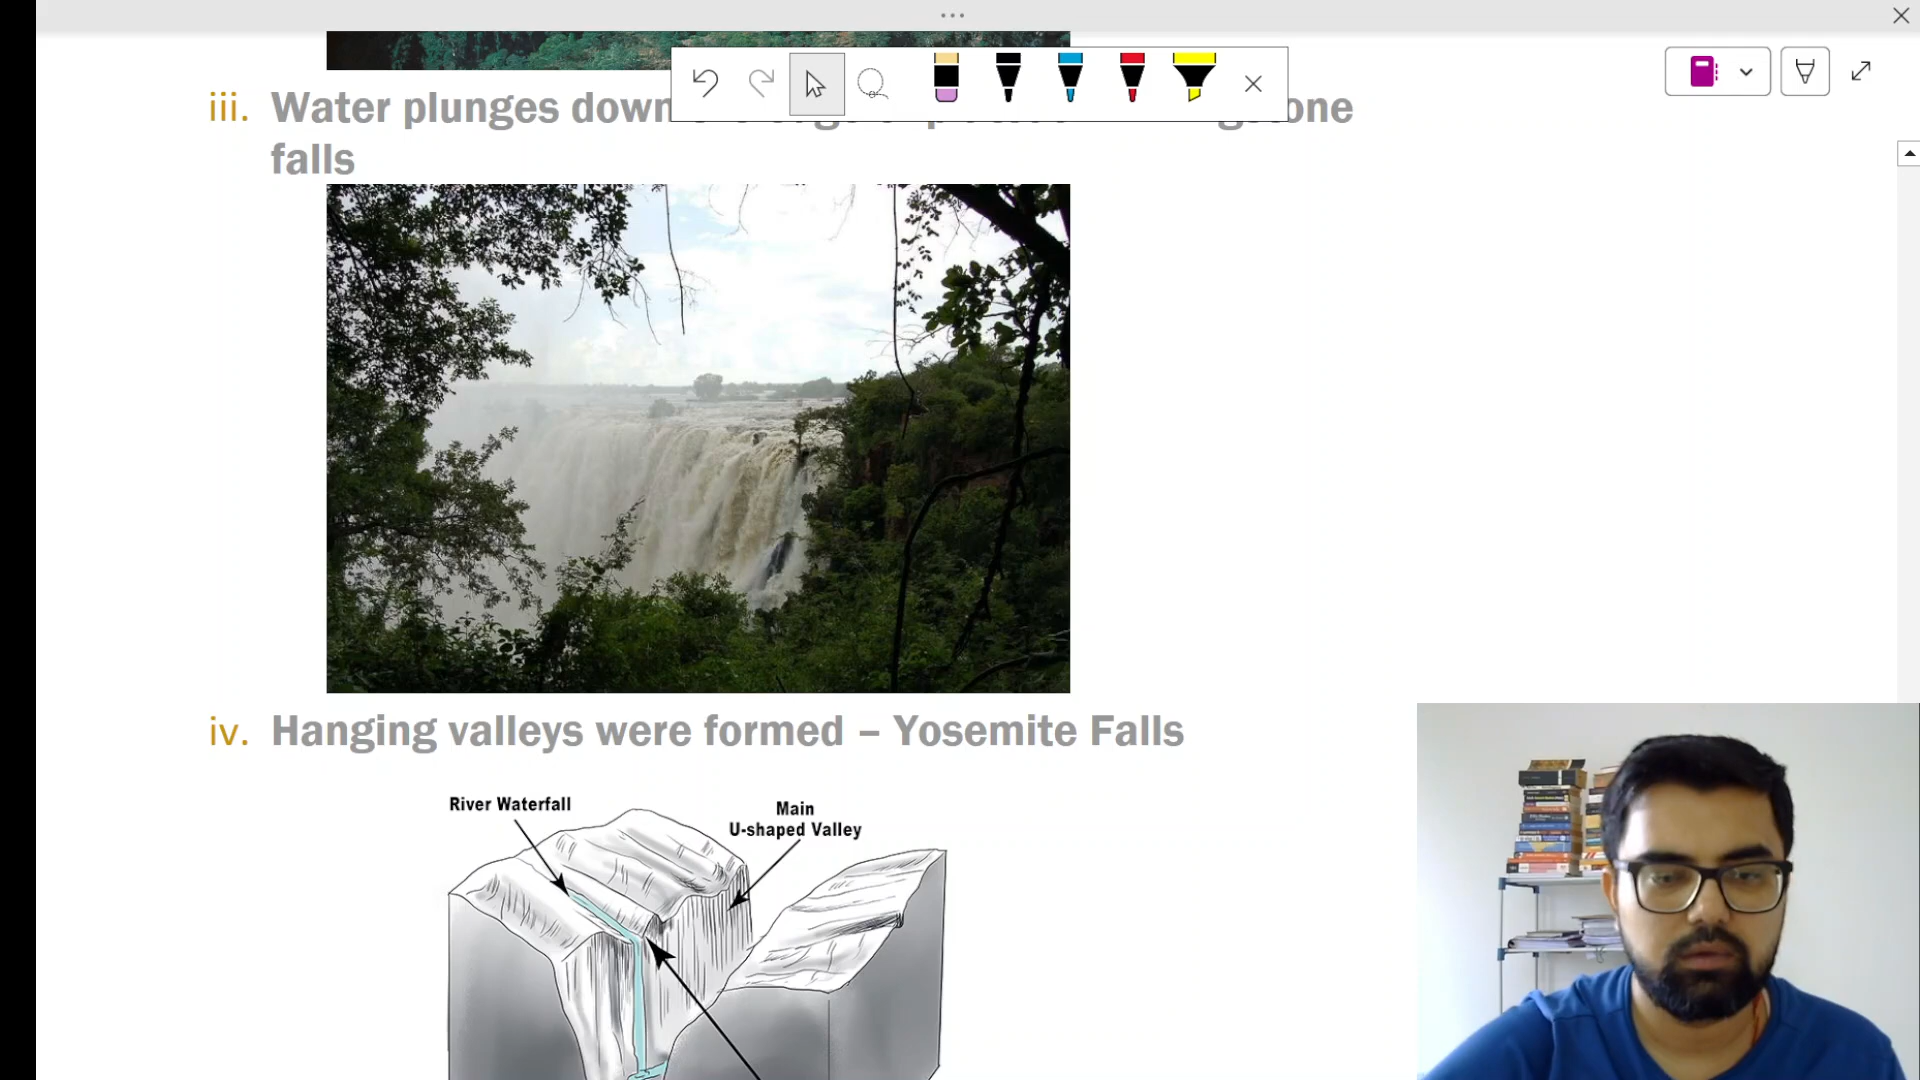 iii. Water plunges down one
falls
iv. Hanging valleys were formed – Yosemite Falls
River Waterfall
Main
U-shaped Valley